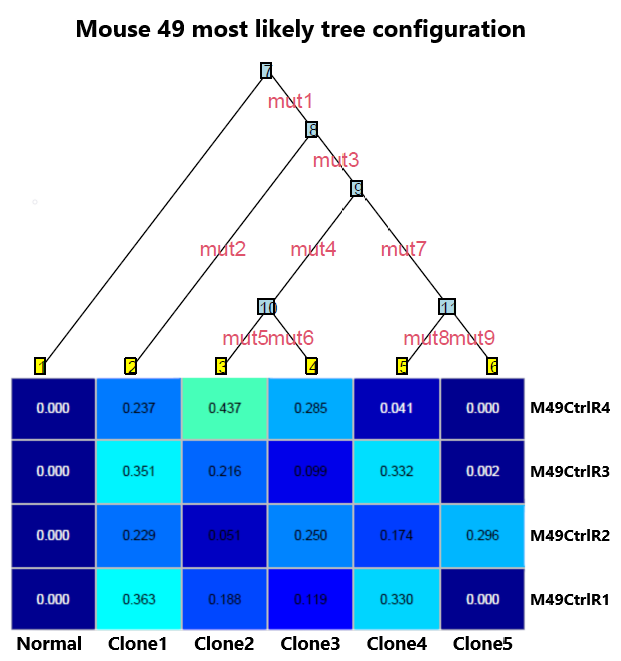 Mouse 49 most likely tree configuration
7
mut1
8
mut3
9
mut2 mut4 mut7
10 11
mut5 mut6 mut8 mut9
1 2 3 4 5 6
0.000 0.237 0.437 0.285 0.041 0.000 M49CtrlR4
0.000 0.351 0.216 0.099 0.332 0.002 M49CtrlR3
0.000 0.229 0.051 0.250 0.174 0.296 M49CtrlR2
0.000 0.363 0.188 0.119 0.330 0.000 M49CtrlR1
Normal Clone1 Clone2 Clone3 Clone4 Clone5